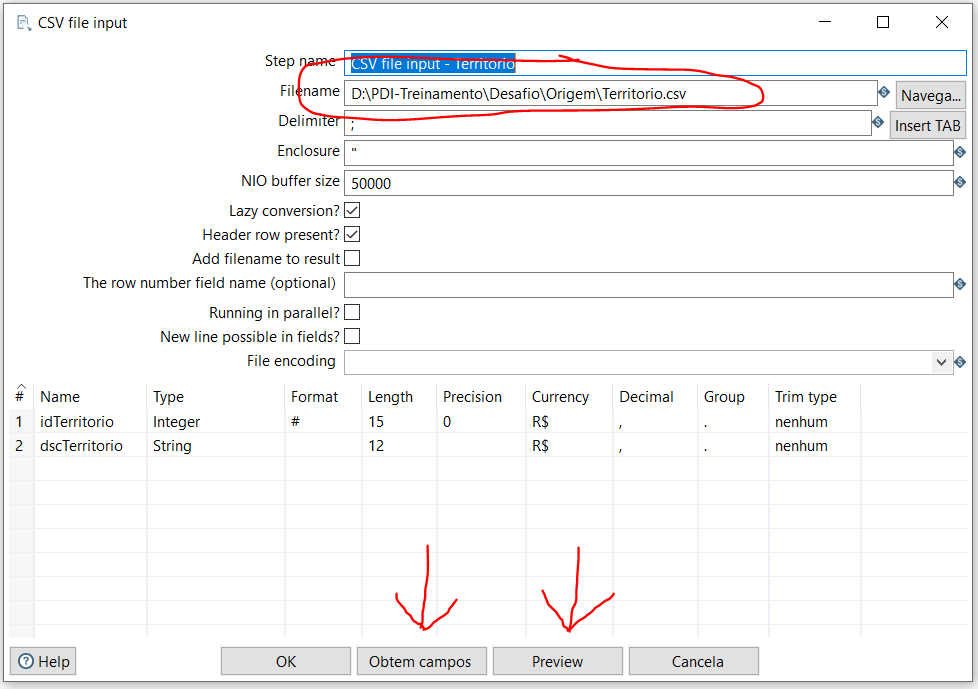 CSV file input
Step name CSV file input - Territorio
Filename D:\PDI-Treinamento\Desafio\Origem\Territorio.csv Navega...
Delimiter ; Insert TAB
Enclosure "
NIO buffer size 50000
Lazy conversion?
Header row present?
Add filename to result
The row number field name (optional)
Running in parallel?
New line possible in fields?
File encoding
# Name Type Format Length Precision Currency Decimal Group Trim type
1 idTerritorio Integer # 15 0 R$ , . nenhum
2 dscTerritorio String 12 R$ , . nenhum
Help OK Obtem campos Preview Cancela